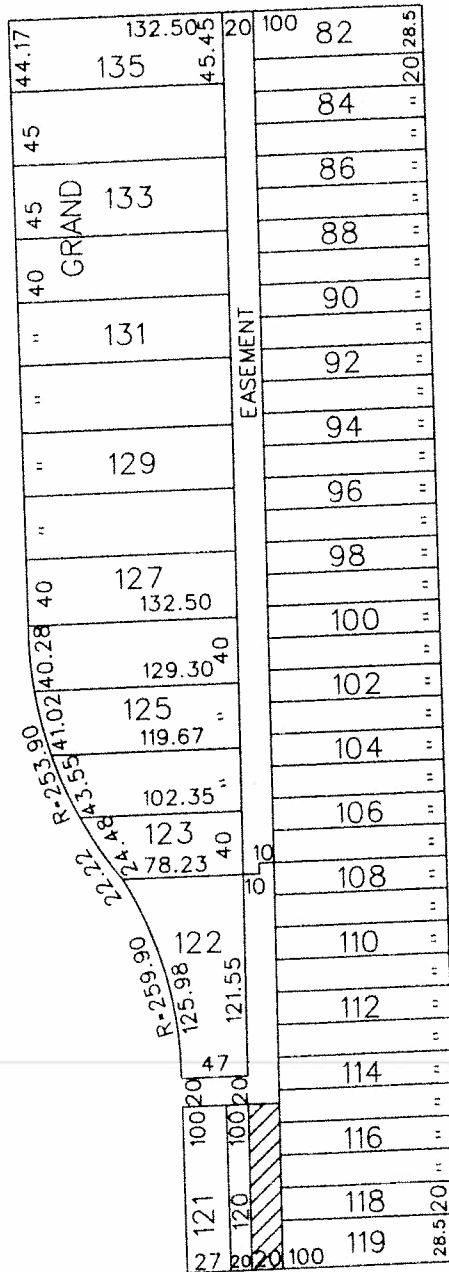 44.17 132.50 45.45 20 100 82 28.5
135 20
84 "
45 "
86 "
45 133 "
GRAND 88 "
40 "
90 "
" 131 "
EASEMENT 92 "
" "
94 "
" 129 "
96 "
" "
98 "
40 127 "
132.50 100 "
40.28 40 "
129.30 102 "
41.02 125 " "
R=253.90 119.67 104 "
43.55 " "
102.35 106 "
24.48 123 40 10 "
22.22 78.23 10 108 "
"
122 110 "
R=259.90 125.98 121.55 "
112 "
"
47 114 "
20 20 "
100 100 116 "
"
121 120 118 20
27 20 20 100 119 28.5